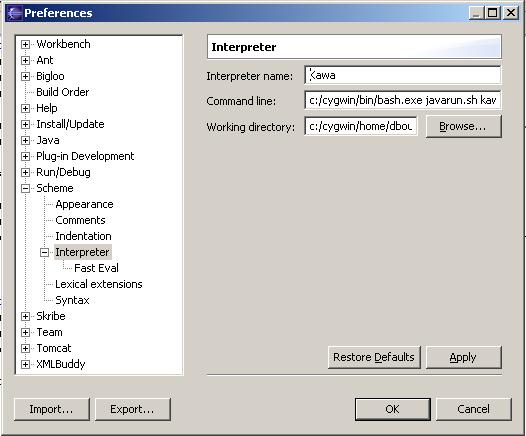 Preferences
Workbench
Ant
Bigloo
Build Order
Help
Install/Update
Java
Plug-in Development
Run/Debug
Scheme
Appearance
Comments
Indentation
Interpreter
Fast Eval
Lexical extensions
Syntax
Skribe
Team
Tomcat
XMLBuddy
Interpreter
Interpreter name: Kawa
Command line: c:/cygwin/bin/bash.exe javarun.sh kaw
Working directory: c:/cygwin/home/dbou Browse...
Restore Defaults Apply
Import... Export... OK Cancel